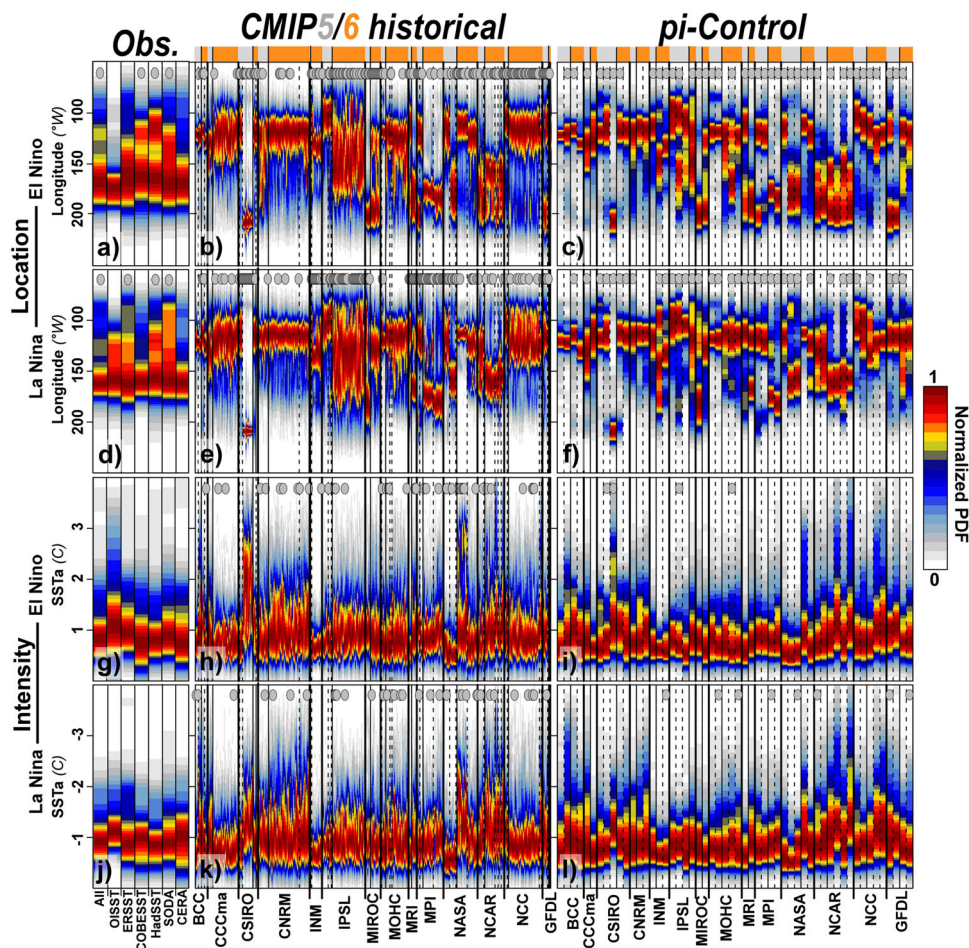 Obs.
CMIP5/6 historical
pi-Control
Location
El Nino
Longitude (°W)
100
150
200
a)
b)
c)
La Nina
Longitude (°W)
100
150
200
d)
e)
f)
Intensity
El Nino
SSTa (C)
3
2
1
g)
h)
i)
La Nina
SSTa (C)
-3
-2
-1
j)
k)
l)
1
Normalized PDF
0
All
OISST
ERSST
COBESST
HadSST
SODA
CERA
BCC
CCCma
CSIRO
CNRM
INM
IPSL
MIROC
MOHC
MRI
MPI
NASA
NCAR
NCC
GFDL
BCC
CCCma
CSIRO
CNRM
INM
IPSL
MIROC
MOHC
MRI
MPI
NASA
NCAR
NCC
GFDL